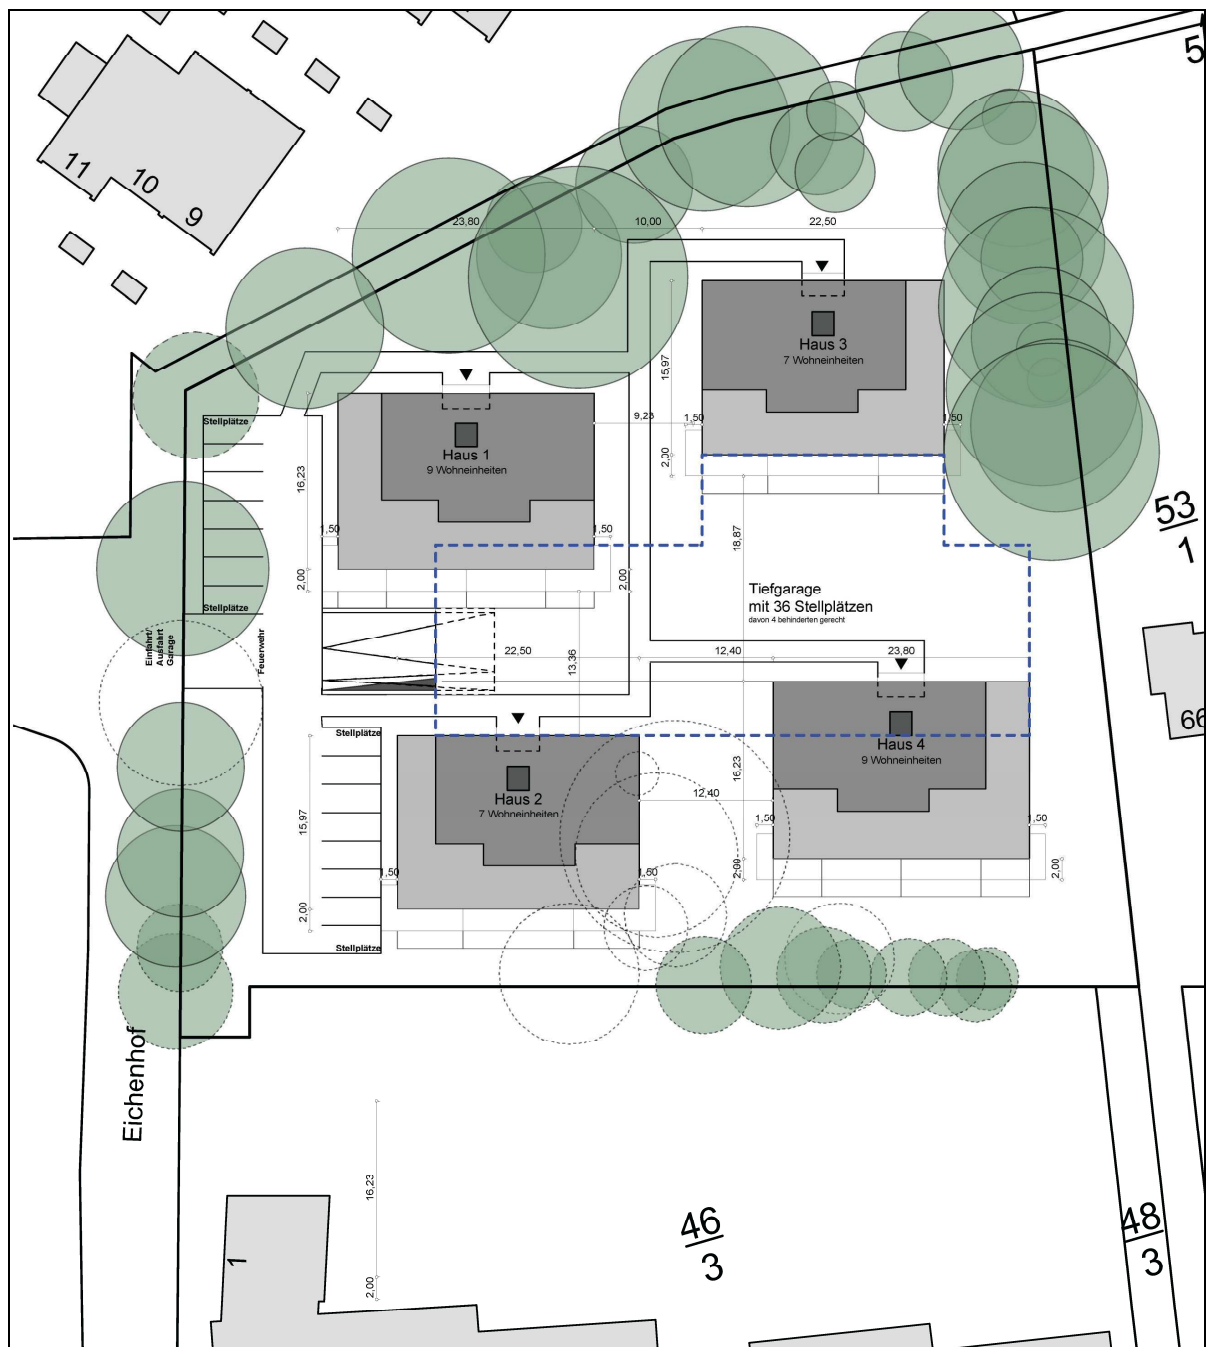 5
11
10
9
23,80
10,00
22,50
Haus 3
7 Wohneinheiten
15,97
9,23
1,50
1,50
2,00
Stellplätze
Haus 1
9 Wohneinheiten
16,23
1,50
1,50
2,00
2,00
18,87
53
1
Tiefgarage
mit 36 Stellplätzen
davon 4 behinderten gerecht
Stellplätze
Einfahrt/
Ausfahrt
Garage
Feuerwehr
22,50
13,36
12,40
23,80
66
Stellplätze
Haus 4
9 Wohneinheiten
16,23
Haus 2
7 Wohneinheiten
12,40
15,97
1,50
1,50
1,50
1,50
2,00
2,00
2,00
Stellplätze
Eichenhof
16,23
2,00
1
46
3
48
3